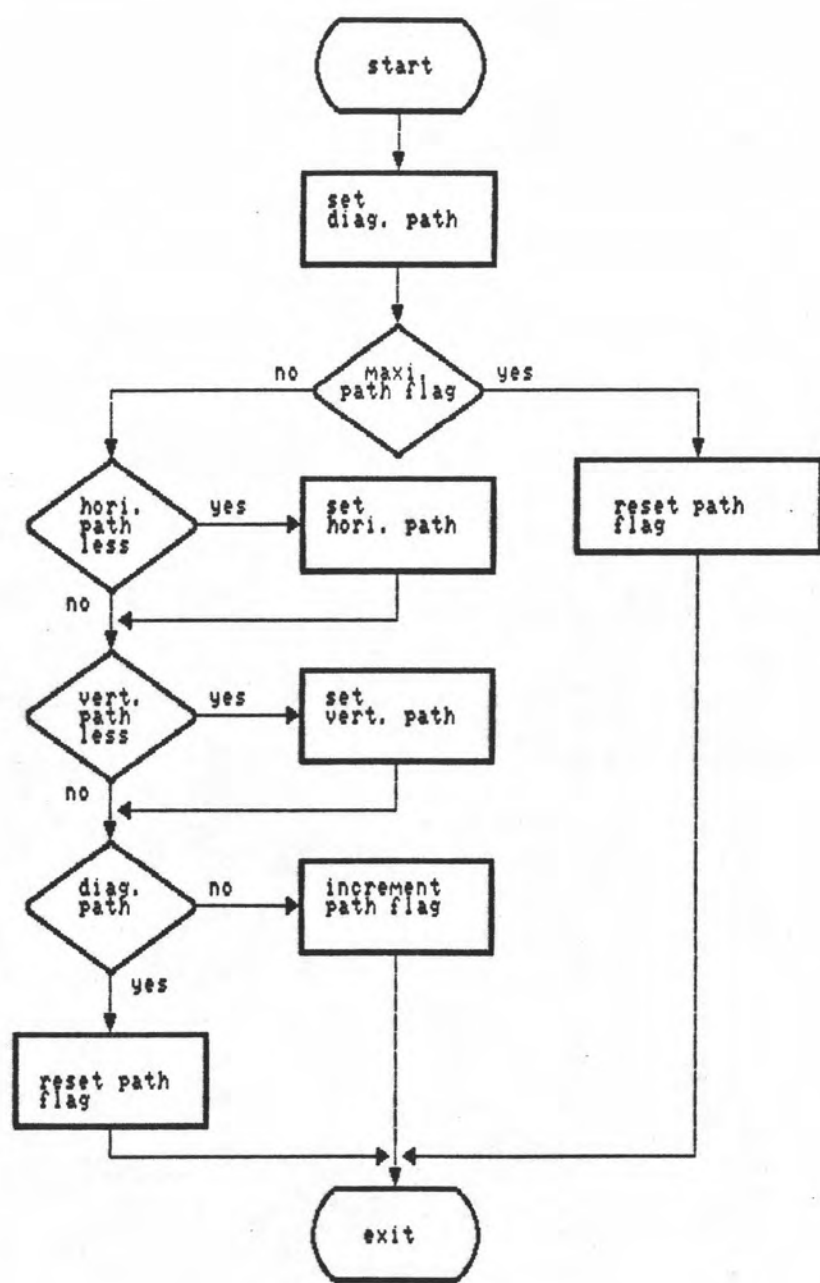 start
set
diag. path
maxi.
path flag
no
yes
hori.
path
less
yes
set
hori. path
reset path
flag
no
vert.
path
less
yes
set
vert. path
no
diag.
path
no
increment
path flag
yes
reset path
flag
exit